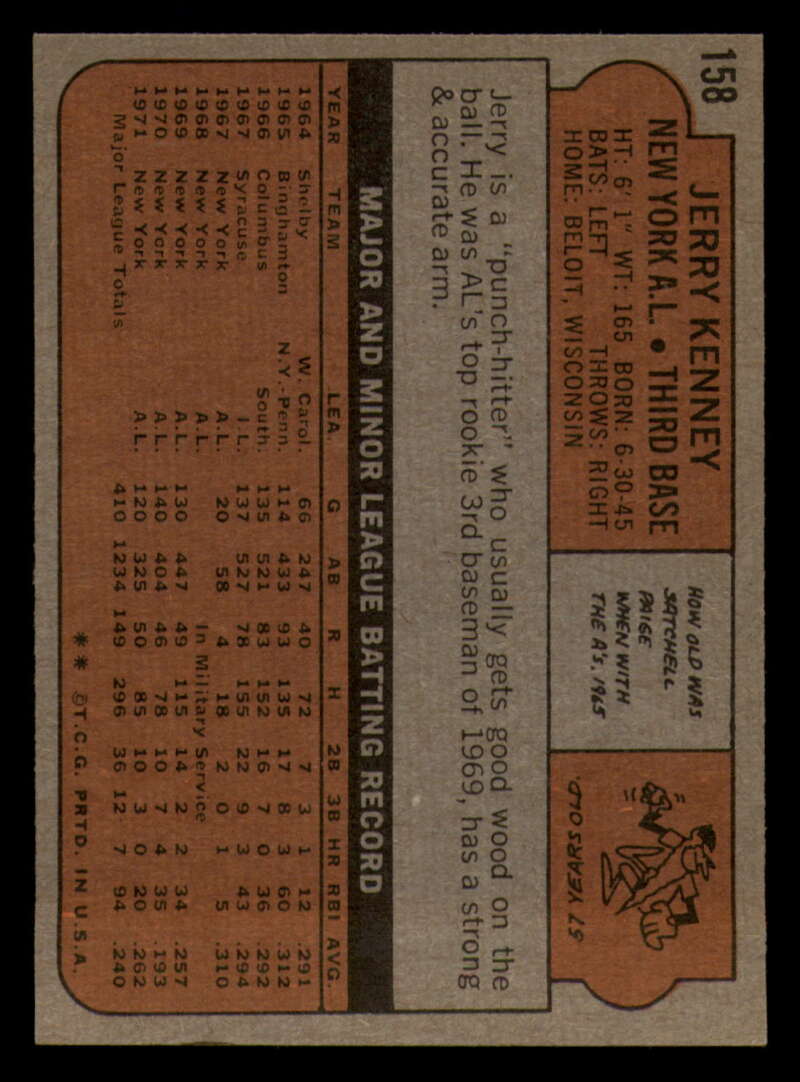 158
JERRY KENNEY
NEW YORK A.L. • THIRD BASE
HT: 6'1" WT: 165 BORN: 6-30-45
BATS: LEFT THROWS: RIGHT
HOME: BELOIT, WISCONSIN
HOW OLD WAS
SATCHELL
PAIGE
WHEN WITH
THE A'S, 1965
57 YEARS OLD.
Jerry is a "punch-hitter" who usually gets good wood on the
ball. He was AL's top rookie 3rd baseman of 1969, has a strong
& accurate arm.
MAJOR AND MINOR LEAGUE BATTING RECORD
YEAR TEAM LEA. G AB R H 2B 3B HR RBI AVG.
1964 Shelby W. Carol. 66 247 40 72 7 3 1 12 .291
1965 Binghamton N.Y.-Penn. 114 433 93 135 17 8 3 60 .312
1966 Columbus South. 135 521 83 152 16 7 0 36 .292
1967 Syracuse I.L. 137 527 78 155 22 9 3 43 .294
1967 New York A.L. 20 58 4 18 2 0 1 5 .310
1968 New York A.L. In Military Service
1969 New York A.L. 130 447 49 115 14 2 2 34 .257
1970 New York A.L. 140 404 46 78 10 7 4 35 .193
1971 New York A.L. 120 325 50 85 10 3 0 20 .262
Major League Totals 410 1234 149 296 36 12 7 94 .240
** ©T.C.G. PRTD. IN U.S.A.